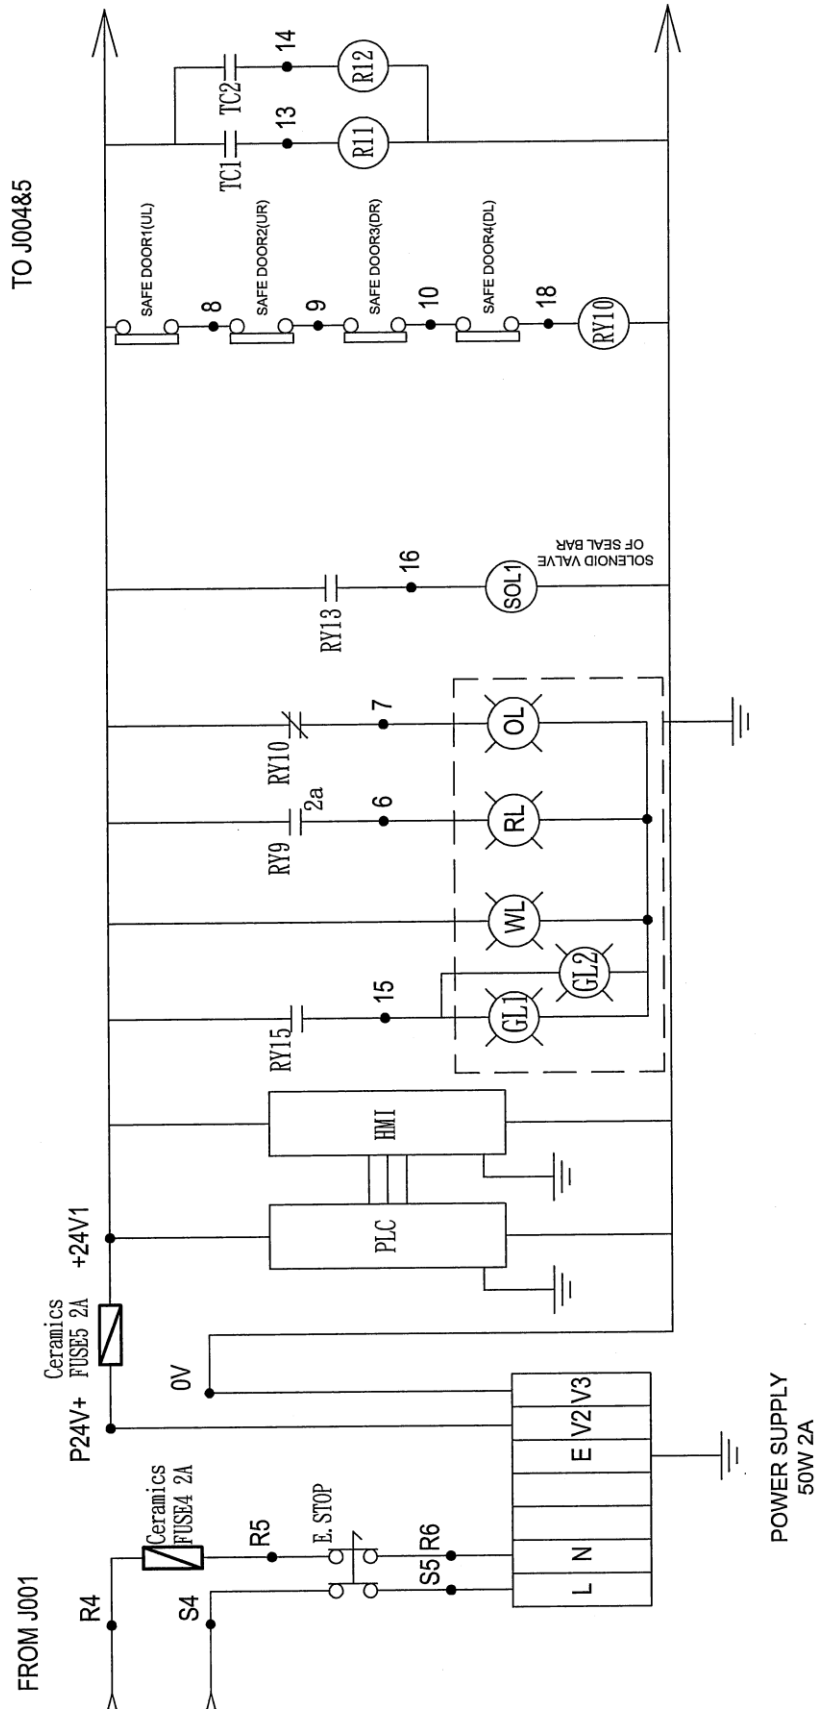 FROM J001
R4
S4
Ceramics
FUSE4 2A
R5
E.STOP
R6
S5
L
N
E
V2
V3
POWER SUPPLY
50W 2A
P24V+
0V
Ceramics
FUSE5 2A
+24V1
PLC
HMI
RY15
15
GL1
GL2
WL
RY9
2a
6
RL
RY10
7
OL
RY13
16
SOL1
SOLENOID VALVE
OF SEAL BAR
TO J004&5
SAFE DOOR1(UL)
8
SAFE DOOR2(UR)
9
SAFE DOOR3(DR)
10
SAFE DOOR4(DL)
18
RY10
TC1
13
R11
TC2
14
R12